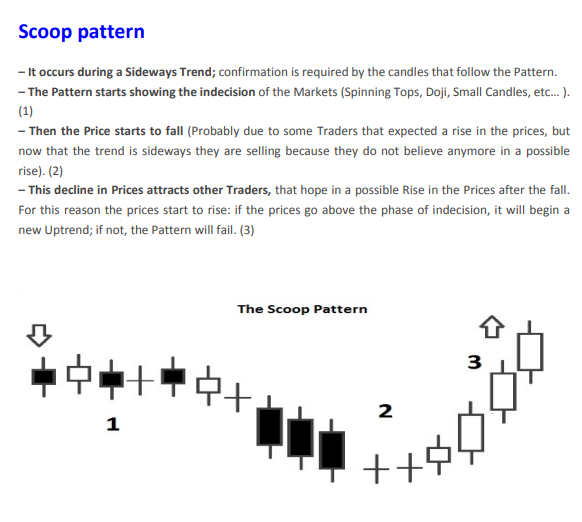 Scoop pattern
– It occurs during a Sideways Trend; confirmation is required by the candles that follow the Pattern.
– The Pattern starts showing the indecision of the Markets (Spinning Tops, Doji, Small Candles, etc… ).
(1)
– Then the Price starts to fall (Probably due to some Traders that expected a rise in the prices, but
now that the trend is sideways they are selling because they do not believe anymore in a possible
rise). (2)
– This decline in Prices attracts other Traders, that hope in a possible Rise in the Prices after the fall.
For this reason the prices start to rise: if the prices go above the phase of indecision, it will begin a
new Uptrend; if not, the Pattern will fail. (3)
The Scoop Pattern
3
2
1